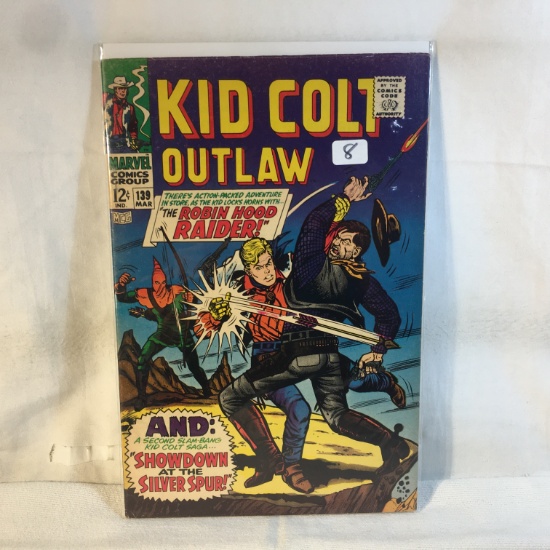 KID COLT
OUTLAW
8
APPROVED
BY THE
COMICS
CODE
AUTHORITY
MARVEL
COMICS
GROUP
12¢
IND.
139
MAR
THERE'S ACTION-PACKED ADVENTURE
IN STORE, AS THE KID LOCKS HORNS WITH...
"THE ROBIN HOOD
RAIDER!"
AND:
A SECOND SLAM-BANG
KID COLT SAGA...
"SHOWDOWN
AT THE
SILVER SPUR!"